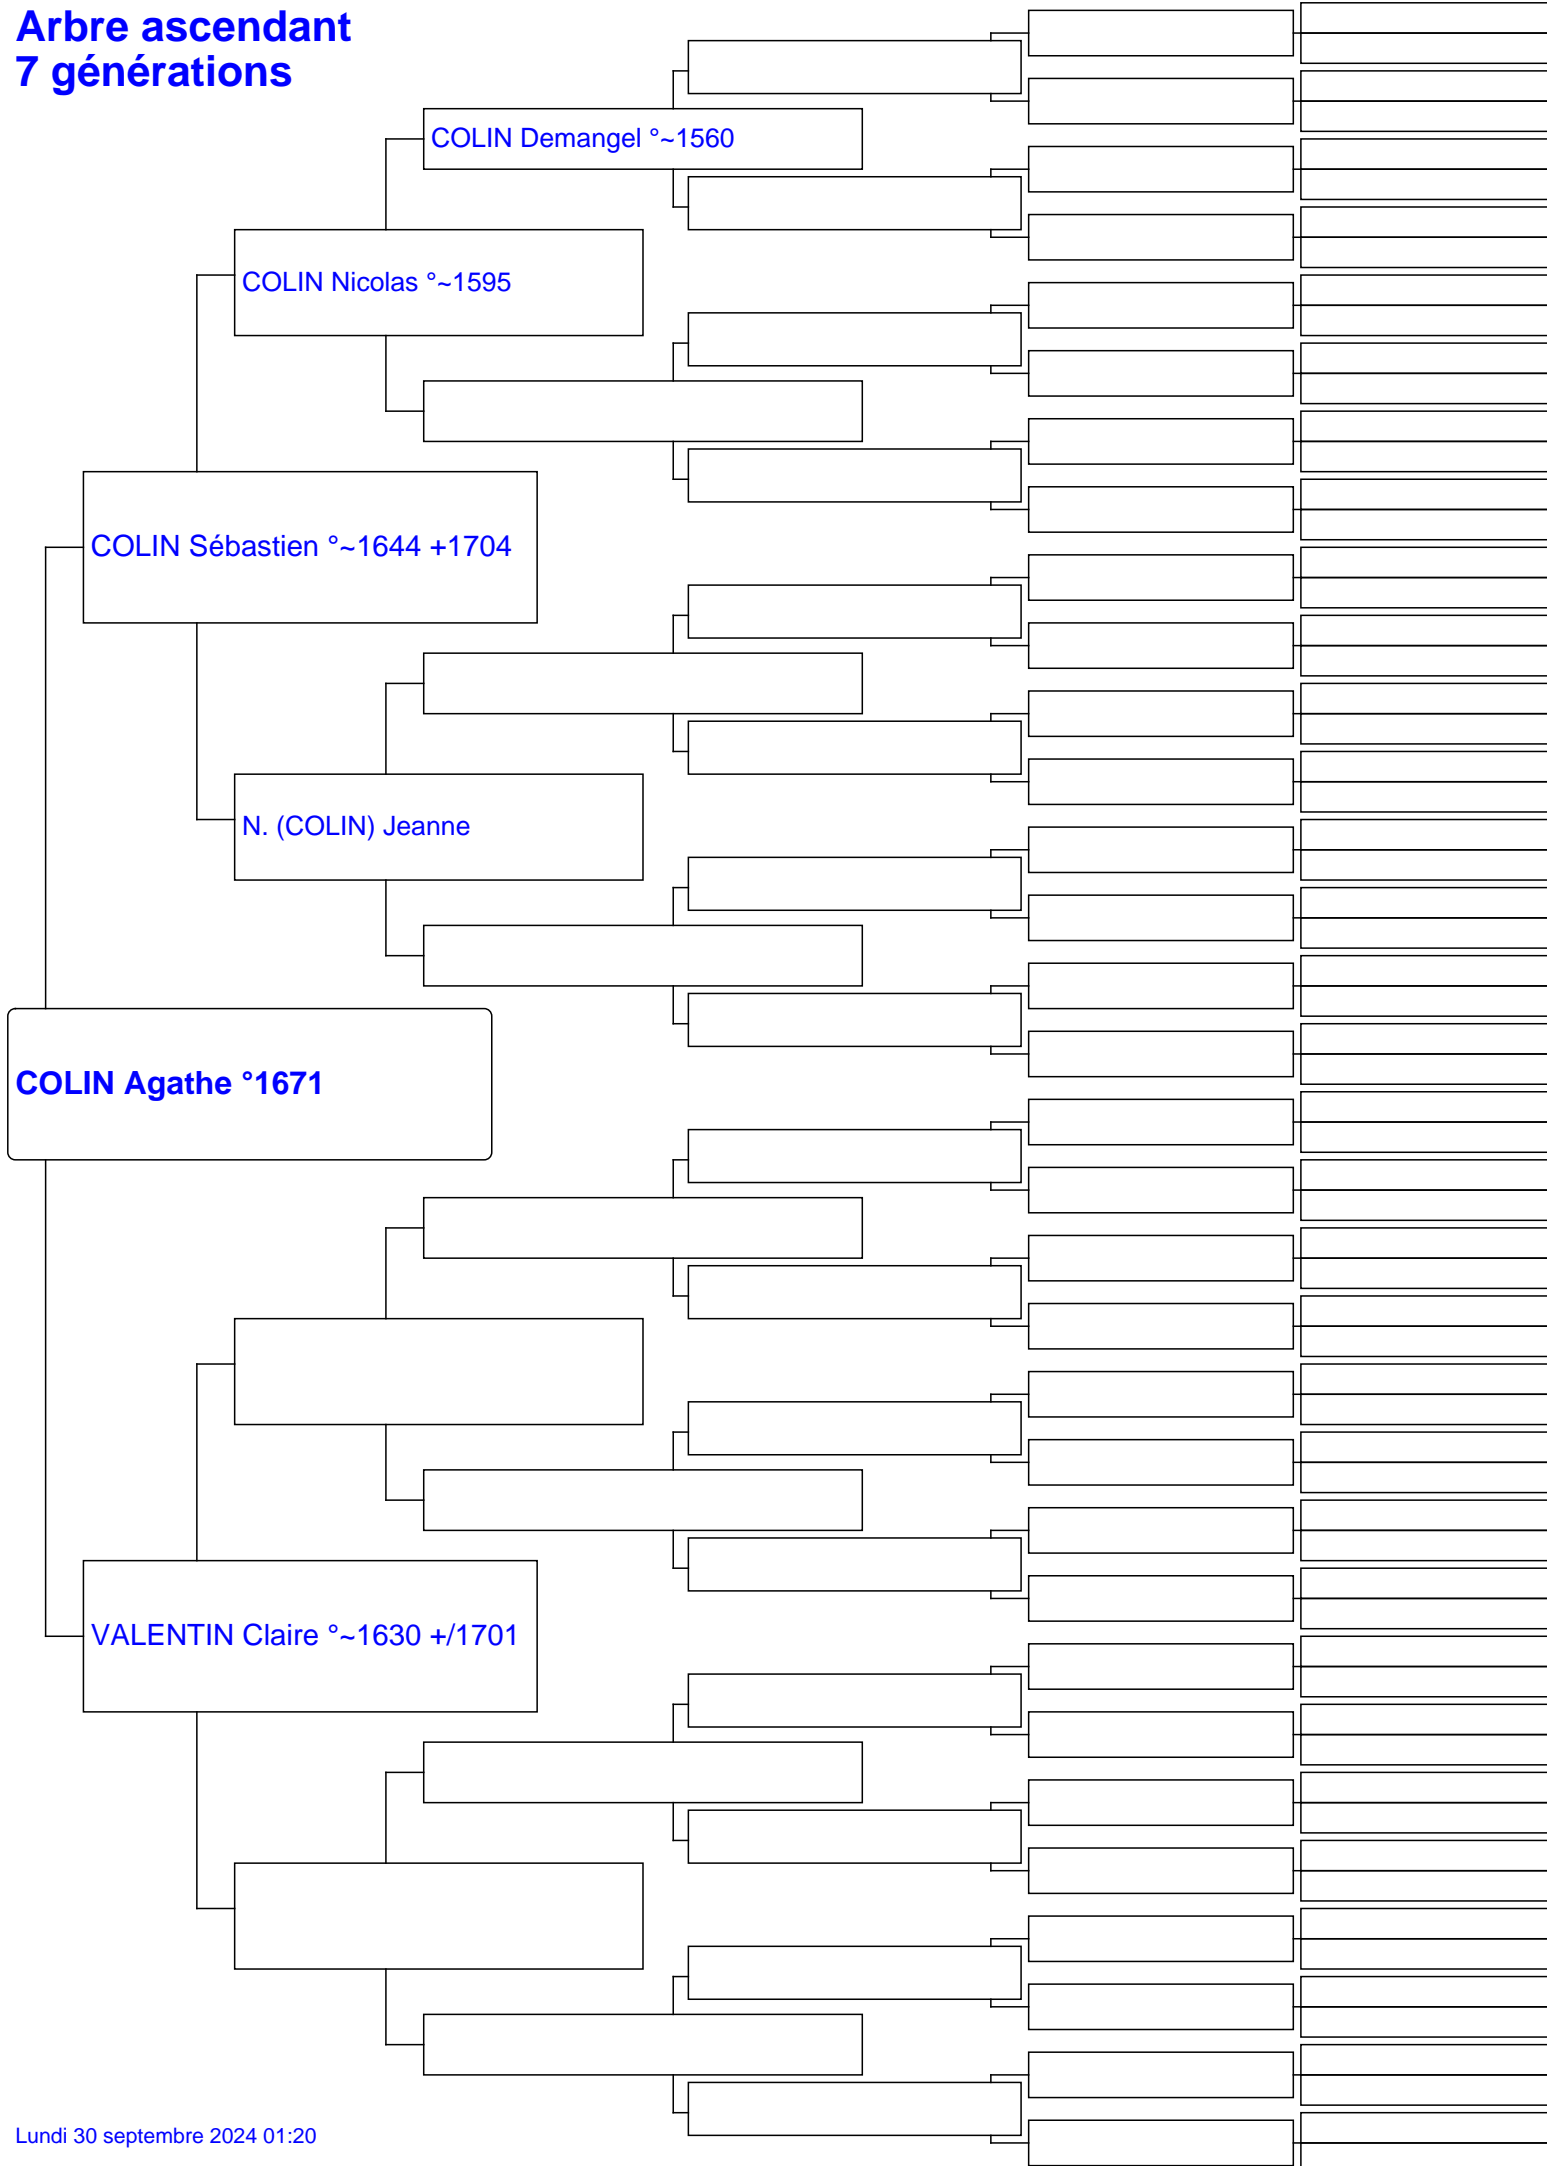 Arbre ascendant
7 générations
COLIN Demangel °~1560
COLIN Nicolas °~1595
COLIN Sébastien °~1644 +1704
N. (COLIN) Jeanne
COLIN Agathe °1671
VALENTIN Claire °~1630 +/1701
Lundi 30 septembre 2024 01:20